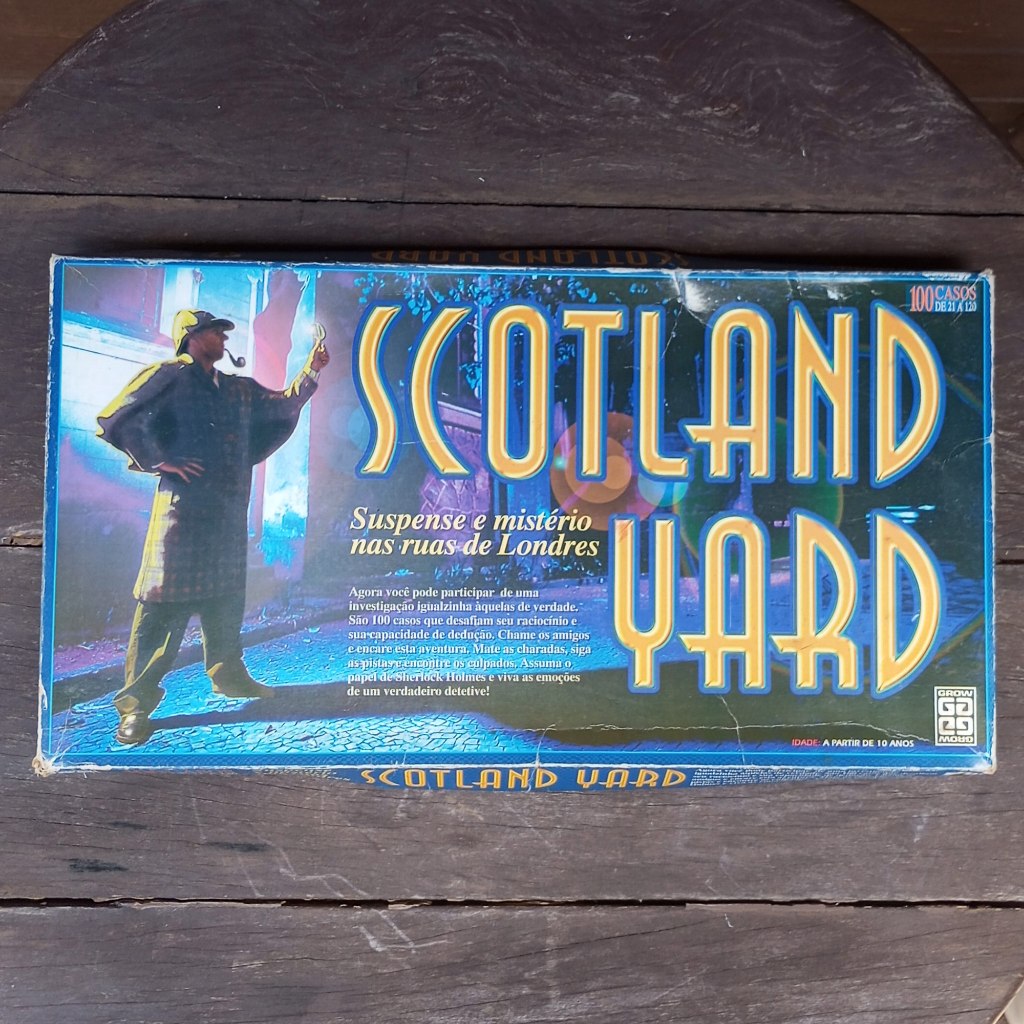 SCOTLAND YARD
100 CASOS
DE 21 A 120
SCOTLAND
YARD
Suspense e mistério
nas ruas de Londres
Agora você pode participar de uma
investigação igualzinha àquelas de verdade.
São 100 casos que desafiam seu raciocínio e
sua capacidade de dedução. Chame os amigos
e encare esta aventura. Mate as charadas, siga
as pistas e encontre os culpados. Assuma o
papel de Sherlock Holmes e viva as emoções
de um verdadeiro detetive!
GROW
GROW
IDADE: A PARTIR DE 10 ANOS
SCOTLAND YARD